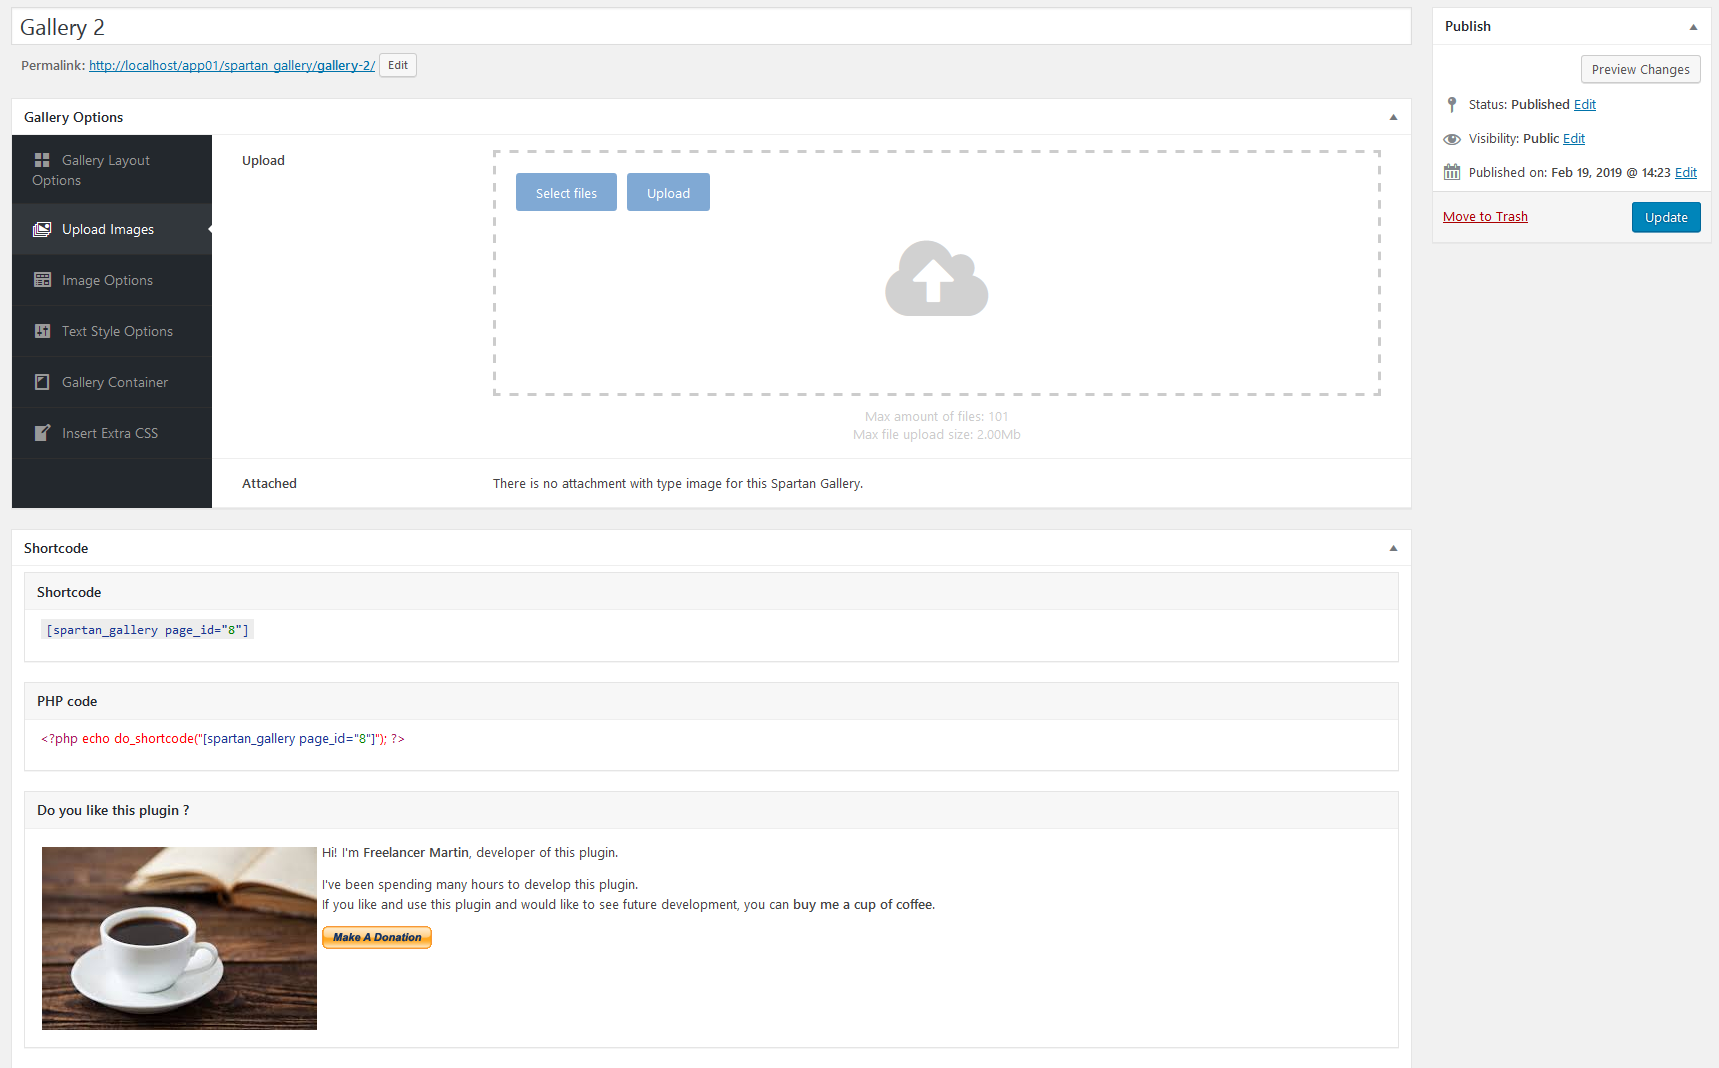 Gallery 2
Permalink: http://localhost/app01/spartan_gallery/gallery-2/ Edit
Gallery Options
Gallery Layout
Options
Upload Images
Image Options
Text Style Options
Gallery Container
Insert Extra CSS
Upload
Select files
Upload
Max amount of files: 101
Max file upload size: 2.00Mb
Attached
There is no attachment with type image for this Spartan Gallery.
Shortcode
Shortcode
[spartan_gallery page_id="8"]
PHP code
<?php echo do_shortcode("[spartan_gallery page_id="8"]"); ?>
Do you like this plugin ?
Hi! I'm Freelancer Martin, developer of this plugin.
I've been spending many hours to develop this plugin.
If you like and use this plugin and would like to see future development, you can buy me a cup of coffee.
Make A Donation
Publish
Preview Changes
Status: Published Edit
Visibility: Public Edit
Published on: Feb 19, 2019 @ 14:23 Edit
Move to Trash
Update